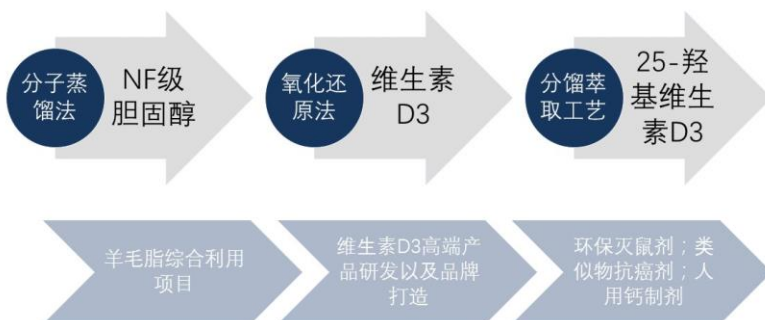 分子蒸
馏法
NF级
胆固醇
氧化还
原法
维生素
D3
分馏萃
取工艺
25-羟
基维生
素D3
羊毛脂综合利用
项目
维生素D3高端产
品研发以及品牌
打造
环保灭鼠剂；类
似物抗癌剂；人
用钙制剂